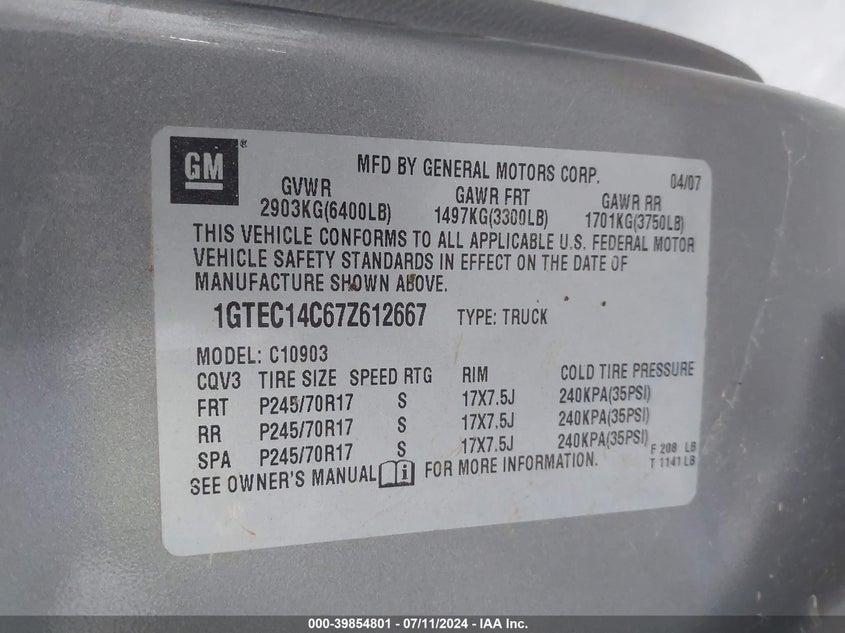 GM ®
MFD BY GENERAL MOTORS CORP. 04/07
GVWR GAWR FRT GAWR RR
2903KG(6400LB) 1497KG(3300LB) 1701KG(3750LB)
THIS VEHICLE CONFORMS TO ALL APPLICABLE U.S. FEDERAL MOTOR
VEHICLE SAFETY STANDARDS IN EFFECT ON THE DATE OF
MANUFACTURE SHOWN ABOVE.
1GTEC14C67Z612667 TYPE: TRUCK
MODEL: C10903
CQV3 TIRE SIZE SPEED RTG RIM COLD TIRE PRESSURE
FRT P245/70R17 S 17X7.5J 240KPA(35PSI)
RR P245/70R17 S 17X7.5J 240KPA(35PSI)
SPA P245/70R17 S 17X7.5J 240KPA(35PSI)
F 208 LB
SEE OWNER'S MANUAL i FOR MORE INFORMATION. T 1141 LB
000-39854801 - 07/11/2024 - IAA Inc.